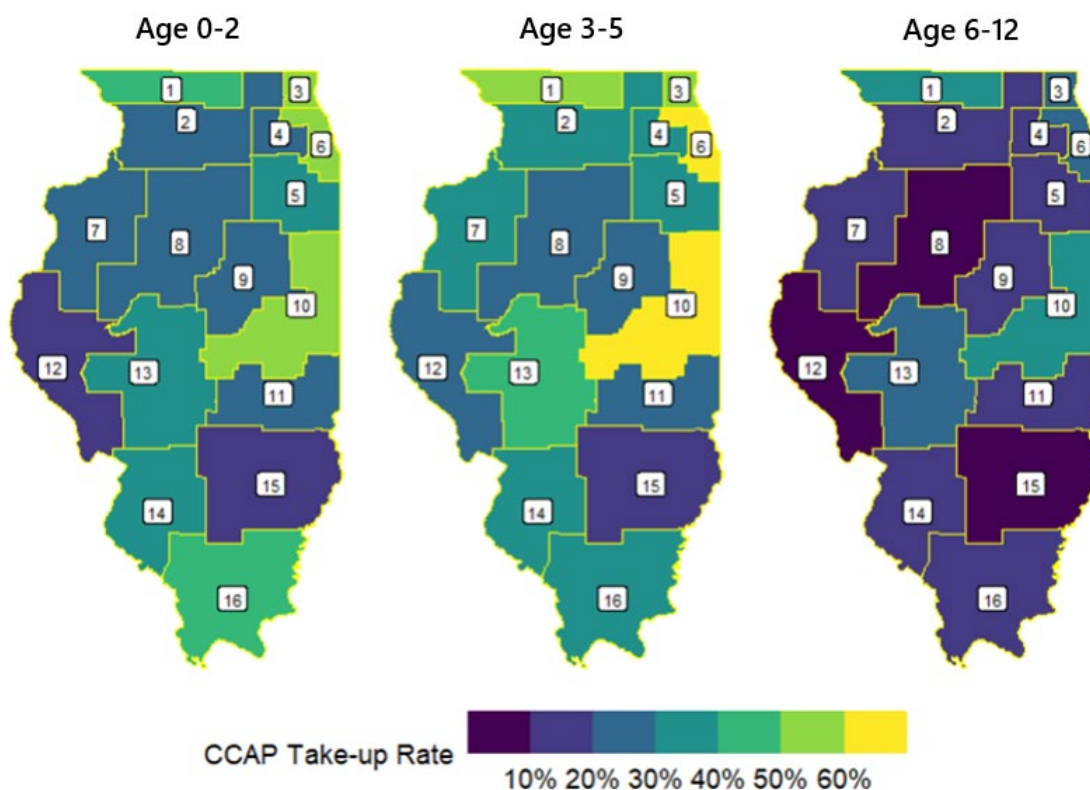 Age 0-2 Age 3-5 Age 6-12
1 3 1 3 1 3
2 4 6 2 4 6 2 4 6
5 5 5
7 8 7 8 7 8
9 9 9
10 10 10
12 13 12 13 12 13
11 11 11
14 15 14 15 14 15
16 16 16
CCAP Take-up Rate
10% 20% 30% 40% 50% 60%